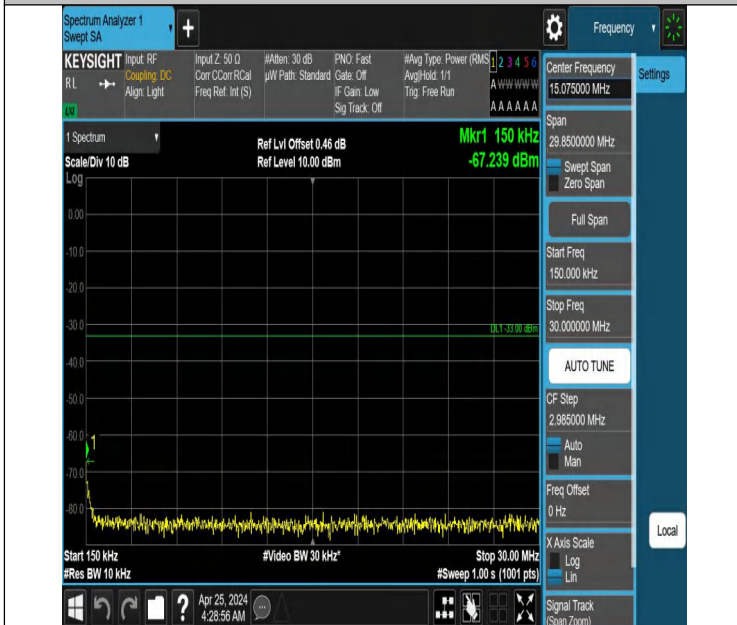 Spectrum Analyzer 1
Swept SA
Frequency
KEYSIGHT
RL
LXI
Input: RF
Coupling: DC
Align: Light
Input Z: 50 Ω
Corr CCorr RCal
Freq Ref: Int (S)
#Atten: 30 dB
µW Path: Standard
PNO: Fast
Gate: Off
IF Gain: Low
Sig Track: Off
#Avg Type: Power (RMS
Avg|Hold: 1/1
Trig: Free Run
1 2 3 4 5 6
A W W W W W
A A A A A A
1 Spectrum
Scale/Div 10 dB
Log
Ref Lvl Offset 0.46 dB
Ref Level 10.00 dBm
Mkr1 150 kHz
-67.239 dBm
0.00
-10.0
-20.0
-30.0
DL1 -33.00 dBm
-40.0
-50.0
-60.0
1
-70.0
-80.0
Start 150 kHz
#Res BW 10 kHz
#Video BW 30 kHz*
Stop 30.00 MHz
#Sweep 1.00 s (1001 pts)
Apr 25, 2024
4:28:56 AM
Center Frequency
15.075000 MHz
Settings
Span
29.8500000 MHz
Swept Span
Zero Span
Full Span
Start Freq
150.000 kHz
Stop Freq
30.000000 MHz
AUTO TUNE
CF Step
2.985000 MHz
Auto
Man
Freq Offset
0 Hz
Local
X Axis Scale
Log
Lin
Signal Track
(Span Zoom)